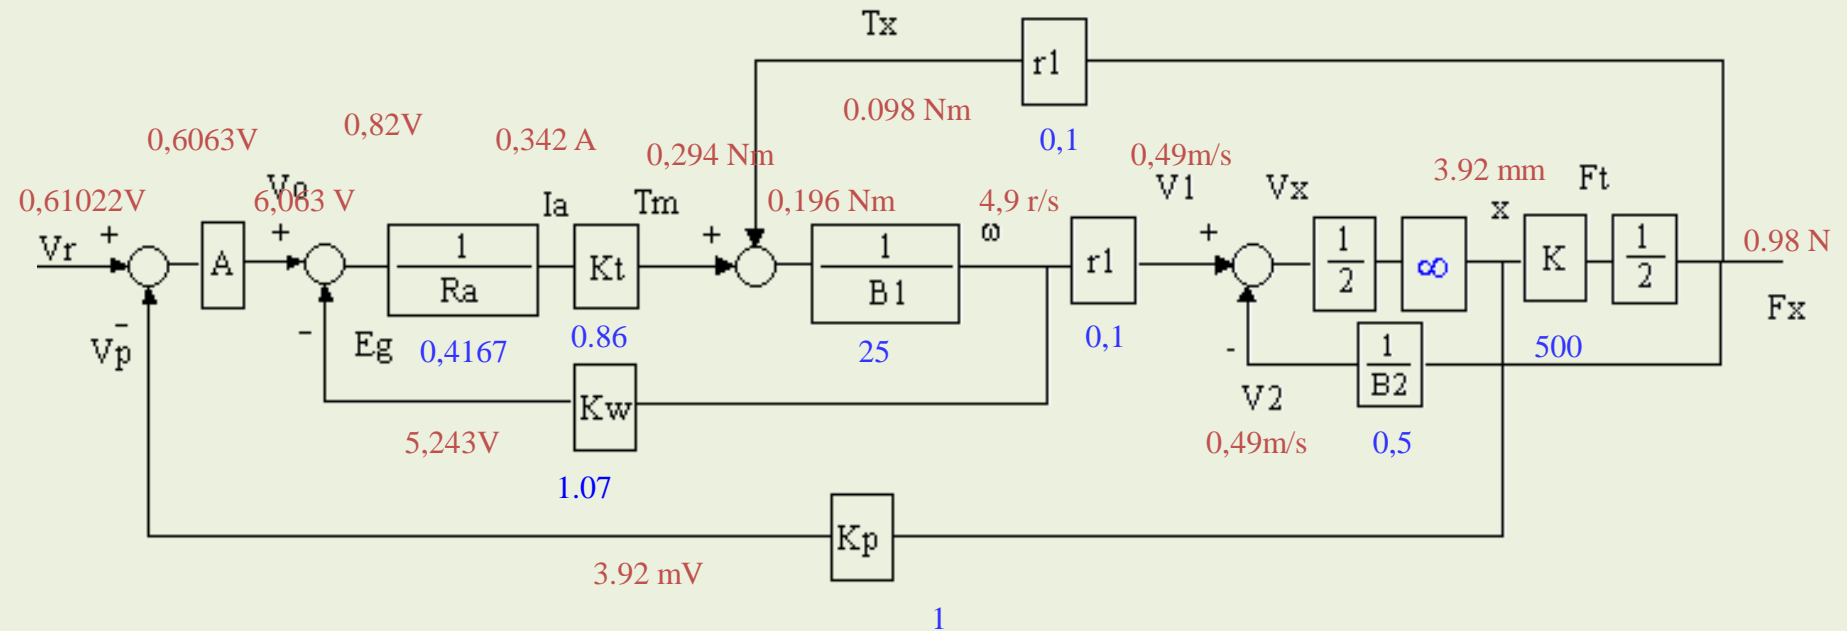 Tx
r1
0.098 Nm
0,1
0,6063V
0,82V
0,342 A
0,294 Nm
0,49m/s
3.92 mm
Ft
0,61022V
Vo
6,063 V
Ia
Tm
0,196 Nm
4,9 r/s
V1
Vx
x
Vr
+
+
+
ω
+
A
1
Ra
Kt
1
B1
r1
1
2
∞
K
1
2
0.98 N
Fx
-
Vp
-
Eg
0,4167
0.86
25
0,1
-
1
B2
500
V2
0,49m/s
0,5
Kw
5,243V
1.07
Kp
3.92 mV
1